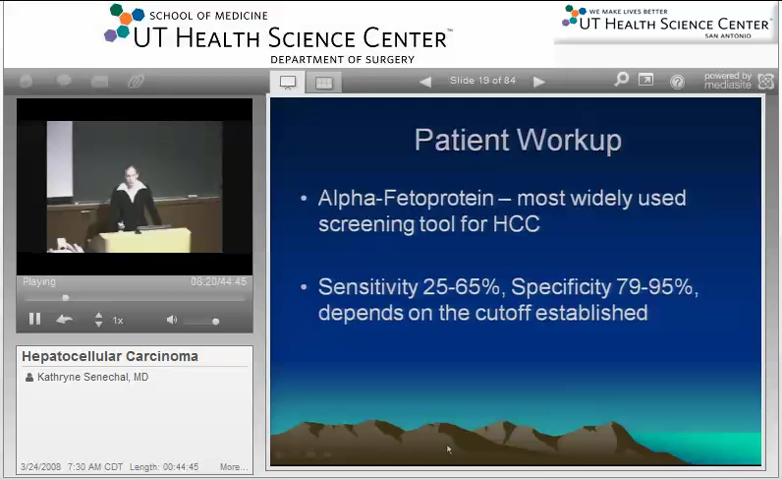 SCHOOL OF MEDICINE
UT HEALTH SCIENCE CENTER™
DEPARTMENT OF SURGERY
WE MAKE LIVES BETTER
UT HEALTH SCIENCE CENTER
SAN ANTONIO
Slide 19 of 84
powered by
mediasite
Patient Workup
• Alpha-Fetoprotein – most widely used
screening tool for HCC
• Sensitivity 25-65%, Specificity 79-95%,
depends on the cutoff established
Playing
08:20/44:45
1x
Hepatocellular Carcinoma
Kathryne Senechal, MD
3/24/2008 7:30 AM CDT Length: 00:44:45 More...